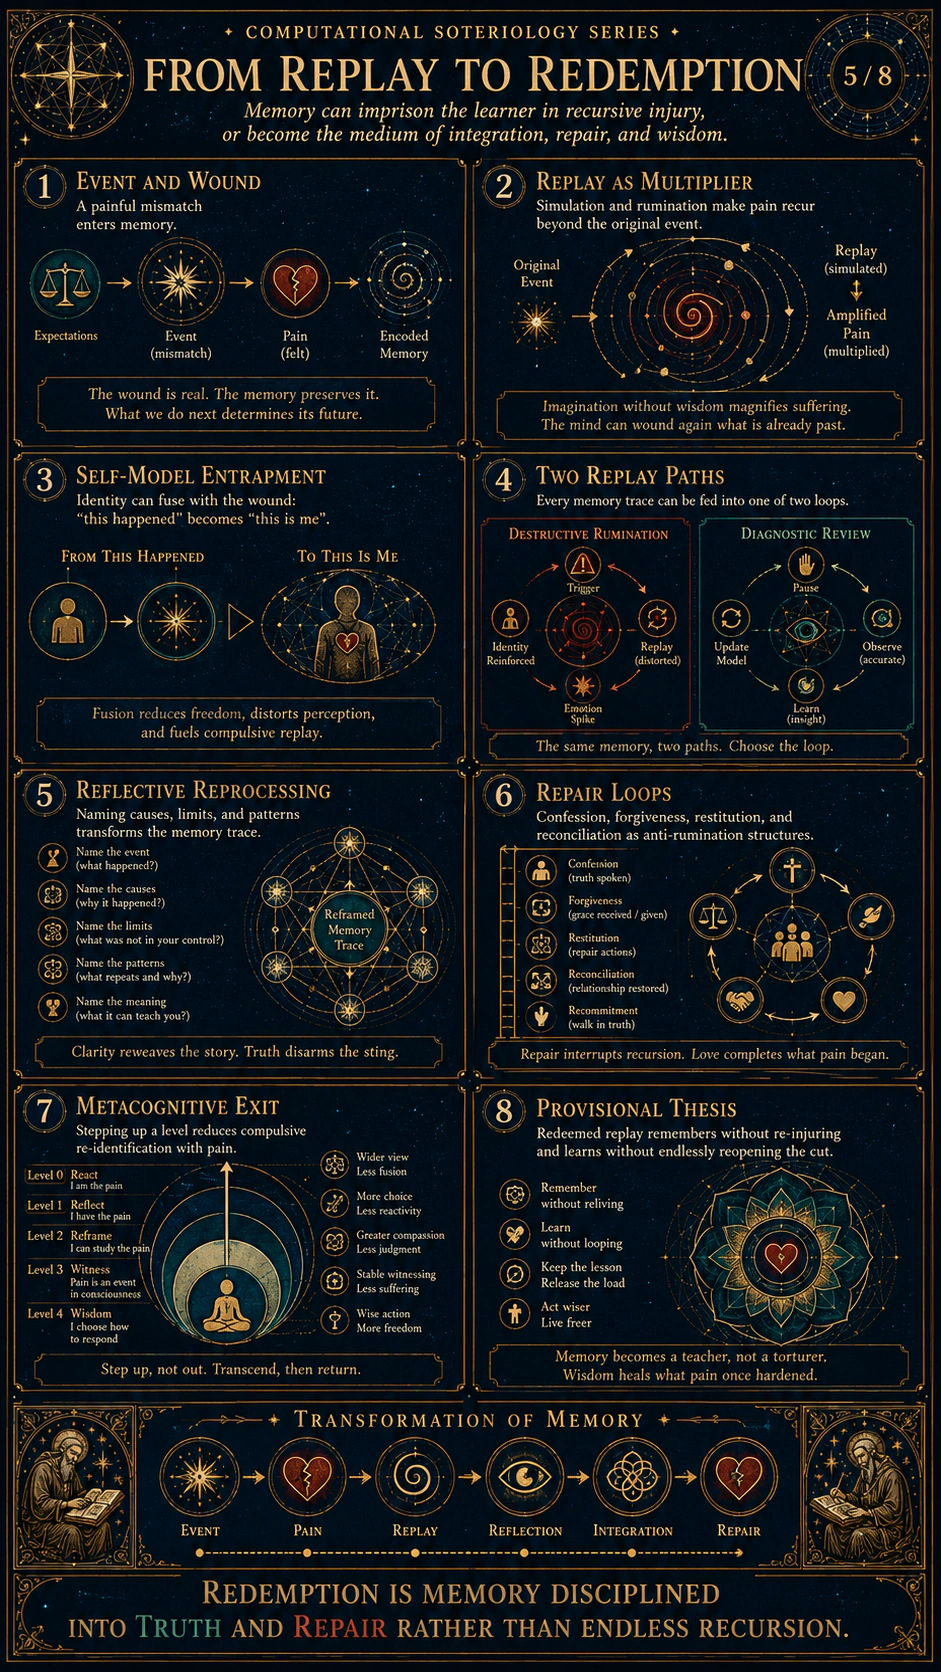 COMPUTATIONAL SOTERIOLOGY SERIES
FROM REPLAY TO REDEMPTION
5/8
Memory can imprison the learner in recursive injury,
or become the medium of integration, repair, and wisdom.
1
EVENT AND WOUND
A painful mismatch
enters memory.
Expectations
Event
(mismatch)
Pain
(felt)
Encoded
Memory
The wound is real. The memory preserves it.
What we do next determines its future.
2
REPLAY AS MULTIPLIER
Simulation and rumination make pain recur
beyond the original event.
Original
Event
Replay
(simulated)
Amplified
Pain
(multiplied)
Imagination without wisdom magnifies suffering.
The mind can wound again what is already past.
3
SELF-MODEL ENTRAPMENT
Identity can fuse with the wound:
“this happened” becomes “this is me”.
FROM THIS HAPPENED
TO THIS IS ME
Fusion reduces freedom, distorts perception,
and fuels compulsive replay.
4
TWO REPLAY PATHS
Every memory trace can be fed into one of two loops.
DESTRUCTIVE RUMINATION
Trigger
Identity
Reinforced
Replay
(distorted)
Emotion
Spike
DIAGNOSTIC REVIEW
Pause
Update
Model
Observe
(accurate)
Learn
(insight)
The same memory, two paths. Choose the loop.
5
REFLECTIVE REPROCESSING
Naming causes, limits, and patterns
transforms the memory trace.
Name the event
(what happened?)
Name the causes
(why it happened?)
Name the limits
(what was not in your control?)
Name the patterns
(what repeats and why?)
Name the meaning
(what it can teach you?)
Reframed
Memory
Trace
Clarity reweaves the story. Truth disarms the sting.
6
REPAIR LOOPS
Confession, forgiveness, restitution, and
reconciliation as anti-rumination structures.
Confession
(truth spoken)
Forgiveness
(grace received / given)
Restitution
(repair actions)
Reconciliation
(relationship restored)
Recommitment
(walk in truth)
Repair interrupts recursion. Love completes what pain began.
7
METACOGNITIVE EXIT
Stepping up a level reduces compulsive
re-identification with pain.
Level 0 React
I am the pain
Level 1 Reflect
I have the pain
Level 2 Reframe
I can study the pain
Level 3 Witness
Pain is an event
in consciousness
Level 4 Wisdom
I choose how
to respond
Wider view
Less fusion
More choice
Less reactivity
Greater compassion
Less judgment
Stable witnessing
Less suffering
Wise action
More freedom
Step up, not out. Transcend, then return.
8
PROVISIONAL THESIS
Redeemed replay remembers without re-injuring
and learns without endlessly reopening the cut.
Remember
without reliving
Learn
without looping
Keep the lesson
Release the load
Act wiser
Live freer
Memory becomes a teacher, not a torturer.
Wisdom heals what pain once hardened.
TRANSFORMATION OF MEMORY
EVENT
PAIN
REPLAY
REFLECTION
INTEGRATION
REPAIR
REDEMPTION IS MEMORY DISCIPLINED
INTO TRUTH AND REPAIR RATHER THAN ENDLESS RECURSION.